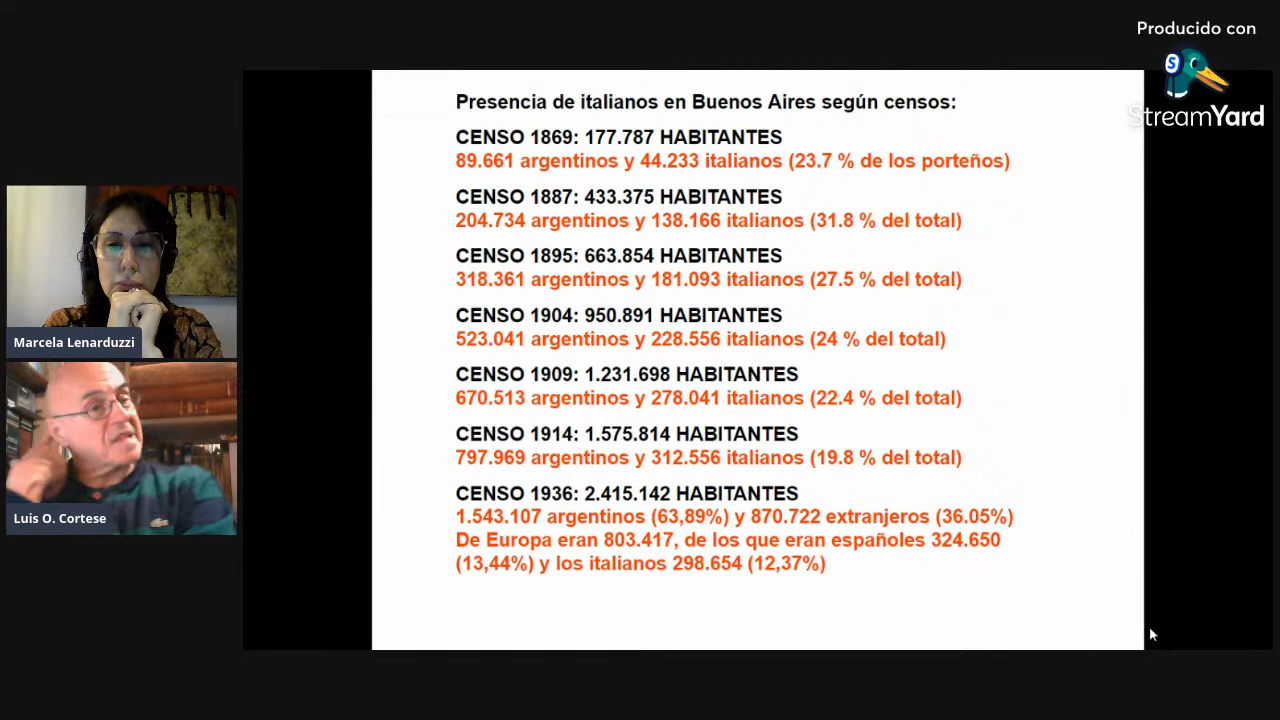 Producido con
StreamYard
Presencia de italianos en Buenos Aires según censos:
CENSO 1869: 177.787 HABITANTES
89.661 argentinos y 44.233 italianos (23.7 % de los porteños)
CENSO 1887: 433.375 HABITANTES
204.734 argentinos y 138.166 italianos (31.8 % del total)
CENSO 1895: 663.854 HABITANTES
318.361 argentinos y 181.093 italianos (27.5 % del total)
CENSO 1904: 950.891 HABITANTES
523.041 argentinos y 228.556 italianos (24 % del total)
CENSO 1909: 1.231.698 HABITANTES
670.513 argentinos y 278.041 italianos (22.4 % del total)
CENSO 1914: 1.575.814 HABITANTES
797.969 argentinos y 312.556 italianos (19.8 % del total)
CENSO 1936: 2.415.142 HABITANTES
1.543.107 argentinos (63,89%) y 870.722 extranjeros (36.05%)
De Europa eran 803.417, de los que eran españoles 324.650
(13,44%) y los italianos 298.654 (12,37%)
Marcela Lenarduzzi
Luis O. Cortese